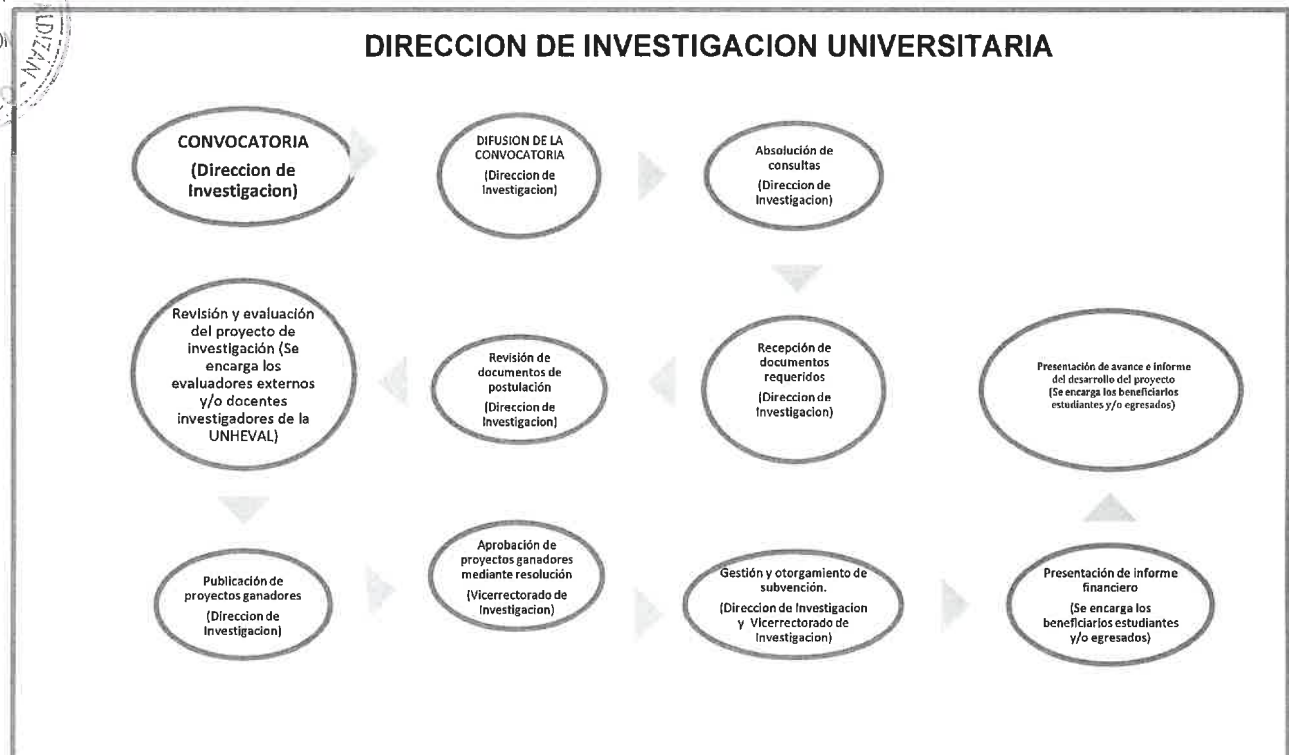 ALDIZAN -
DIRECCION DE INVESTIGACION UNIVERSITARIA
CONVOCATORIA
(Direccion de
Investigacion)
DIFUSION DE LA
CONVOCATORIA
(Direccion de
Investigacion)
Absolución de
consultas
(Direccion de
Investigacion)
Recepción de
documentos
requeridos
(Direccion de
Investigacion)
Revisión de
documentos de
postulación
(Direccion de
Investigacion)
Revisión y evaluación
del proyecto de
investigación (Se
encarga los
evaluadores externos
y/o docentes
investigadores de la
UNHEVAL)
Publicación de
proyectos ganadores
(Direccion de
Investigacion)
Aprobación de
proyectos ganadores
mediante resolución
(Vicerrectorado de
Investigacion)
Gestión y otorgamiento de
subvención.
(Direccion de Investigacion
y Vicerrectorado de
Investigacion)
Presentación de informe
financiero
(Se encarga los
beneficiarios estudiantes
y/o egresados)
Presentación de avance e informe
del desarrollo del proyecto
(Se encarga los beneficiarios
estudiantes y/o egresados)